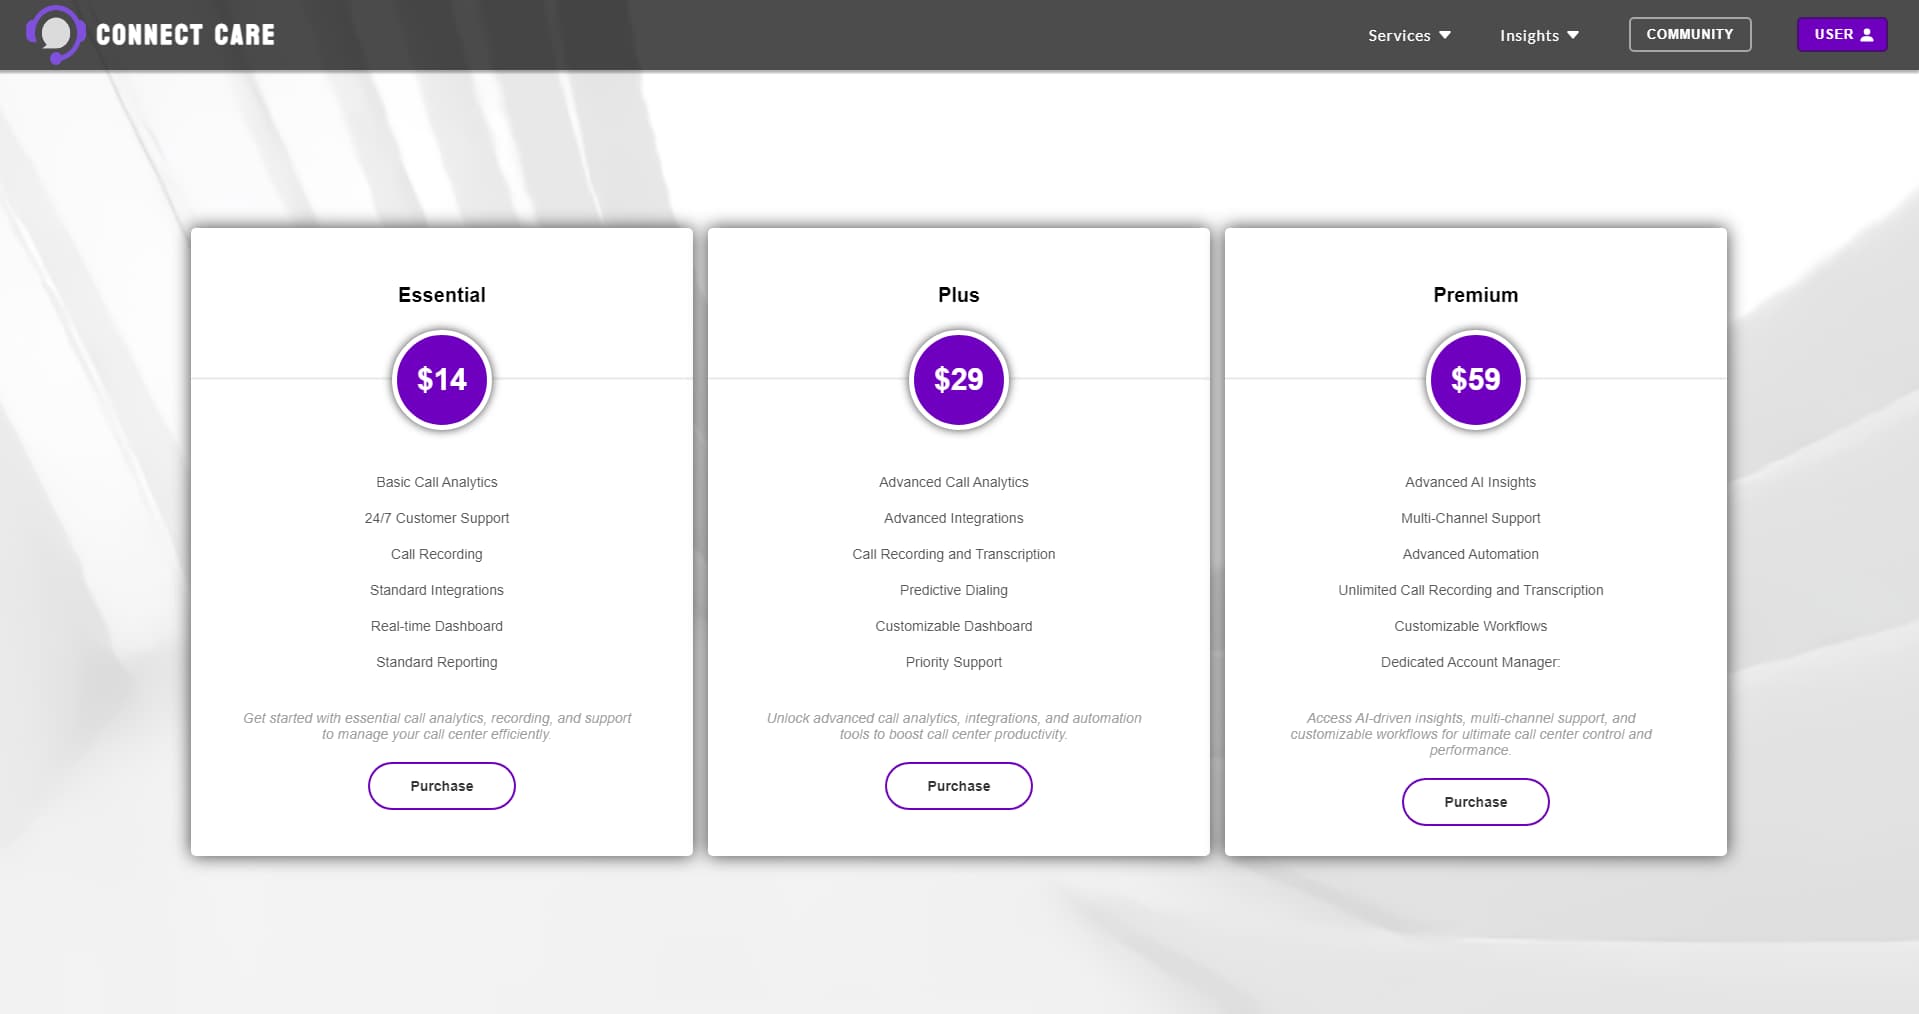 CONNECT CARE
Services
Insights
COMMUNITY
USER
Essential
$14
Basic Call Analytics
24/7 Customer Support
Call Recording
Standard Integrations
Real-time Dashboard
Standard Reporting
Get started with essential call analytics, recording, and support
to manage your call center efficiently.
Purchase
Plus
$29
Advanced Call Analytics
Advanced Integrations
Call Recording and Transcription
Predictive Dialing
Customizable Dashboard
Priority Support
Unlock advanced call analytics, integrations, and automation
tools to boost call center productivity.
Purchase
Premium
$59
Advanced AI Insights
Multi-Channel Support
Advanced Automation
Unlimited Call Recording and Transcription
Customizable Workflows
Dedicated Account Manager:
Access AI-driven insights, multi-channel support, and
customizable workflows for ultimate call center control and
performance.
Purchase